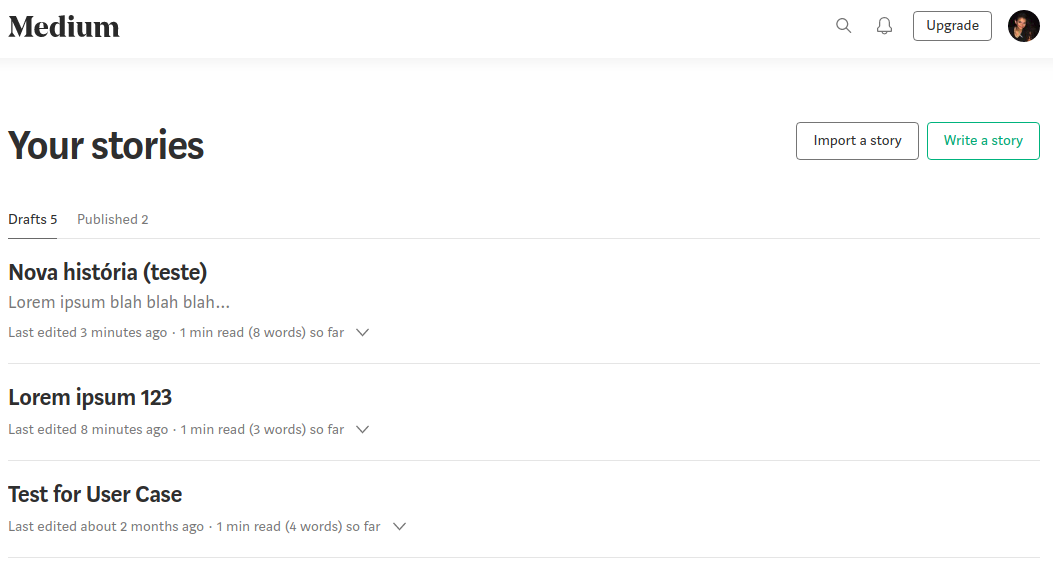 Medium
Upgrade
Your stories
Import a story
Write a story
Drafts 5 Published 2
Nova história (teste)
Lorem ipsum blah blah blah...
Last edited 3 minutes ago · 1 min read (8 words) so far
Lorem ipsum 123
Last edited 8 minutes ago · 1 min read (3 words) so far
Test for User Case
Last edited about 2 months ago · 1 min read (4 words) so far